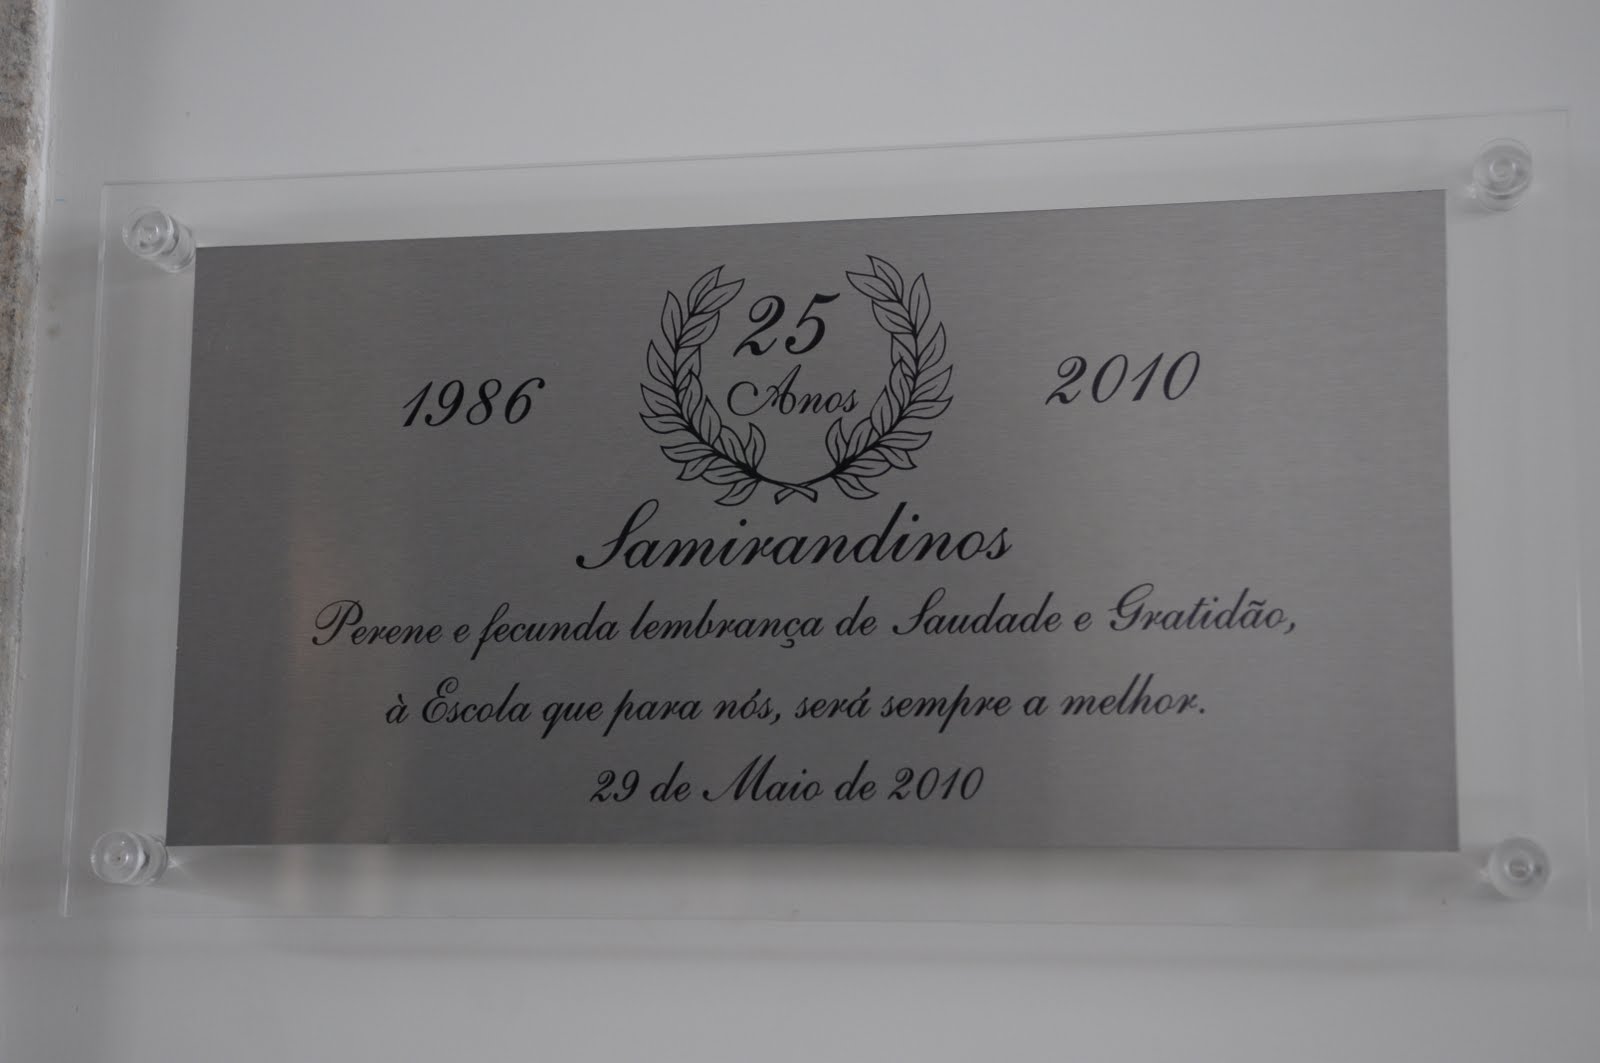 25
Anos
1986
2010
Samirandinos
Perene e fecunda lembrança de Saudade e Gratidão,
à Escola que para nós, será sempre a melhor.
29 de Maio de 2010